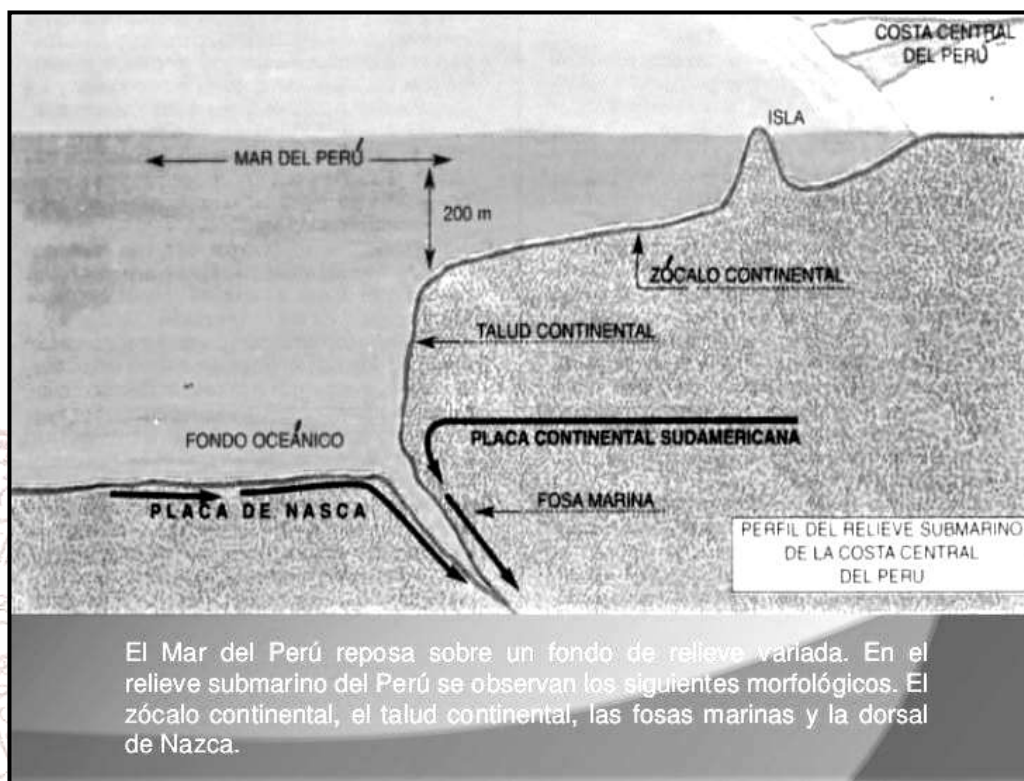 COSTA CENTRAL
DEL PERÚ
ISLA
MAR DEL PERÚ
200 m
ZÓCALO CONTINENTAL
TALUD CONTINENTAL
FONDO OCEÁNICO
PLACA CONTINENTAL SUDAMERICANA
PLACA DE NASCA
FOSA MARINA
PERFIL DEL RELIEVE SUBMARINO
DE LA COSTA CENTRAL
DEL PERU
El Mar del Perú reposa sobre un fondo de relieve variada. En el
relieve submarino del Perú se observan los siguientes morfológicos. El
zócalo continental, el talud continental, las fosas marinas y la dorsal
de Nazca.